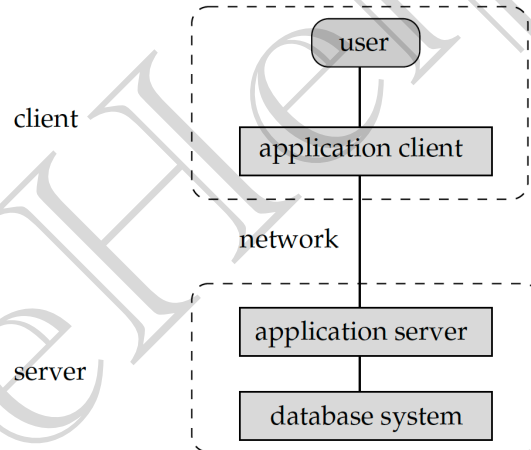 user
client
application client
network
application server
server
database system